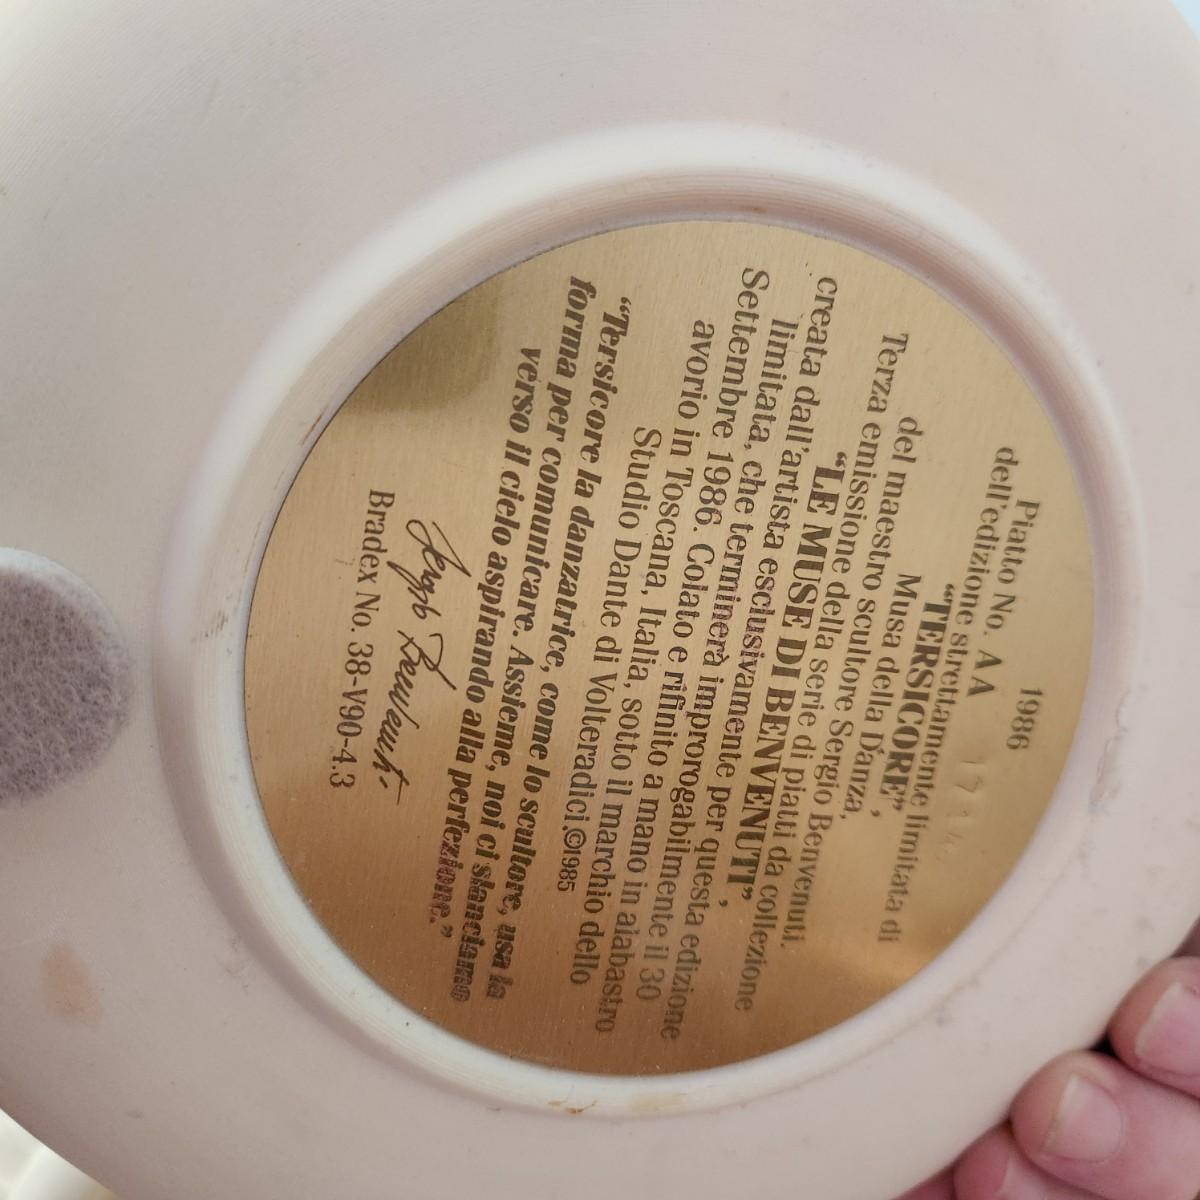 1986
Piatto No. A A
dell'edizione strettamente limitata di
"TERSICORE",
Musa della Danza,
del maestro scultore Sergio Benvenuti.
Terza emissione della serie di piatti da collezione
"LE MUSE DI BENVENUTI",
creata dall'artista esclusivamente per questa edizione
limitata, che terminerà improrogabilmente il 30
Settembre 1986. Colato e rifinito a mano in alabastro
avorio in Toscana, Italia, sotto il marchio dello
Studio Dante di Volteradici,©1985
"Tersicore la danzatrice, come lo scultore, usa la
forma per comunicare. Assieme, noi ci slanciamo
verso il cielo aspirando alla perfezione."
Sergio Benvenuti
Bradex No. 38-V90-4.3